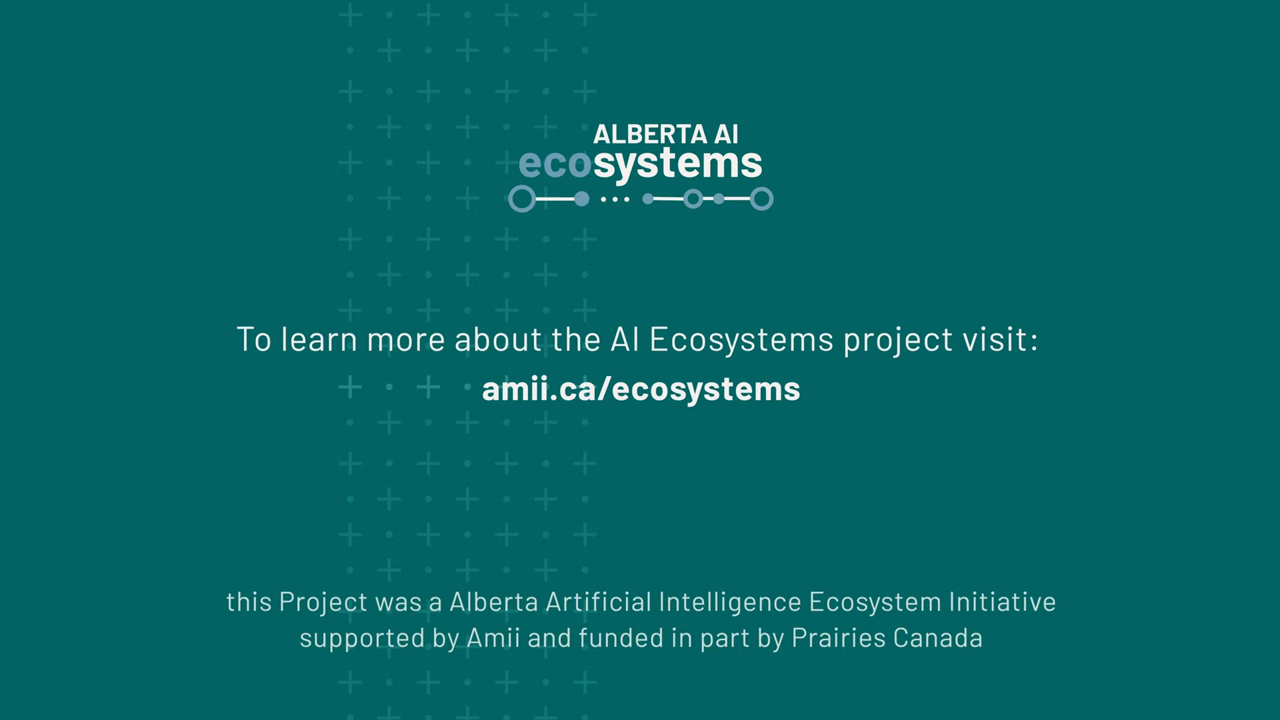 ALBERTA AI
ecosystems
To learn more about the AI Ecosystems project visit:
amii.ca/ecosystems
this Project was a Alberta Artificial Intelligence Ecosystem Initiative
supported by Amii and funded in part by Prairies Canada